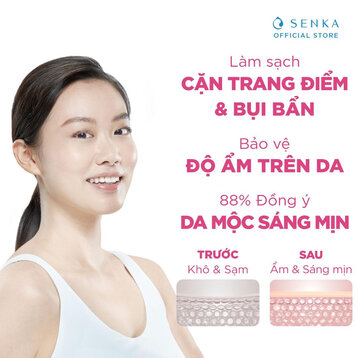 SENKA
OFFICIAL STORE
Làm sạch
CẶN TRANG ĐIỂM
& BỤI BẨN
Bảo vệ
ĐỘ ẨM TRÊN DA
88% Đồng ý
DA MỘC SÁNG MỊN
TRƯỚC
Khô & Sạm
SAU
Ẩm & Sáng mịn